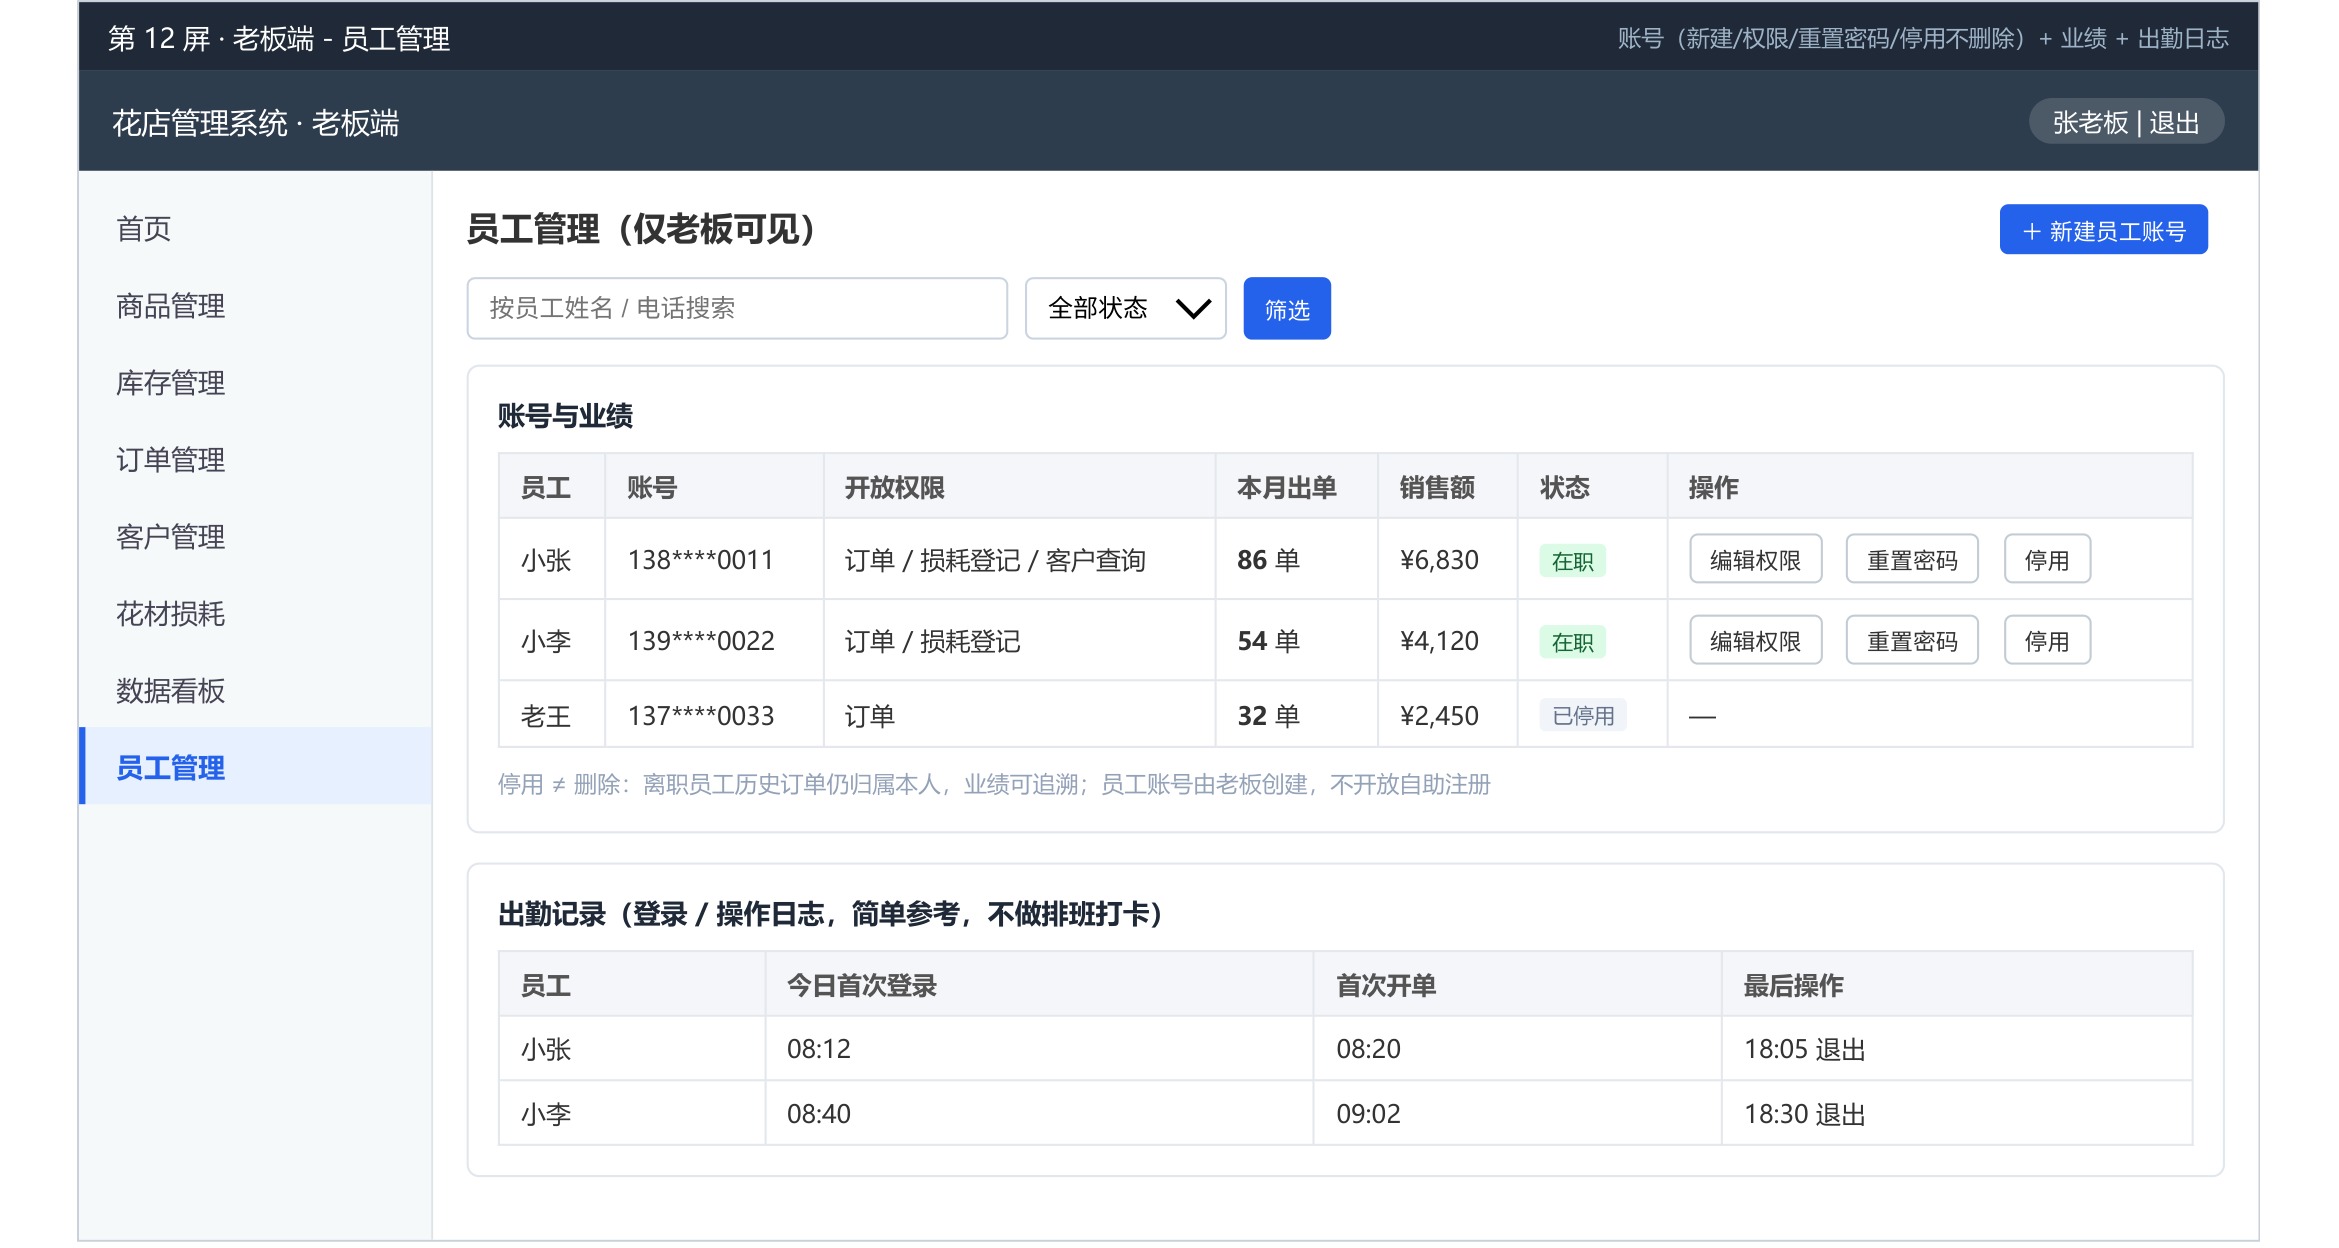 第 12 屏 · 老板端 - 员工管理
账号（新建/权限/重置密码/停用不删除）+ 业绩 + 出勤日志
花店管理系统 · 老板端
张老板 | 退出
首页
商品管理
库存管理
订单管理
客户管理
花材损耗
数据看板
员工管理
员工管理（仅老板可见）
＋ 新建员工账号
按员工姓名 / 电话搜索
全部状态
筛选
账号与业绩
员工 账号 开放权限 本月出单 销售额 状态 操作
小张 138****0011 订单 / 损耗登记 / 客户查询 86 单 ¥6,830 在职 编辑权限 重置密码 停用
小李 139****0022 订单 / 损耗登记 54 单 ¥4,120 在职 编辑权限 重置密码 停用
老王 137****0033 订单 32 单 ¥2,450 已停用 —
停用 ≠ 删除：离职员工历史订单仍归属本人，业绩可追溯；员工账号由老板创建，不开放自助注册
出勤记录（登录 / 操作日志，简单参考，不做排班打卡）
员工 今日首次登录 首次开单 最后操作
小张 08:12 08:20 18:05 退出
小李 08:40 09:02 18:30 退出